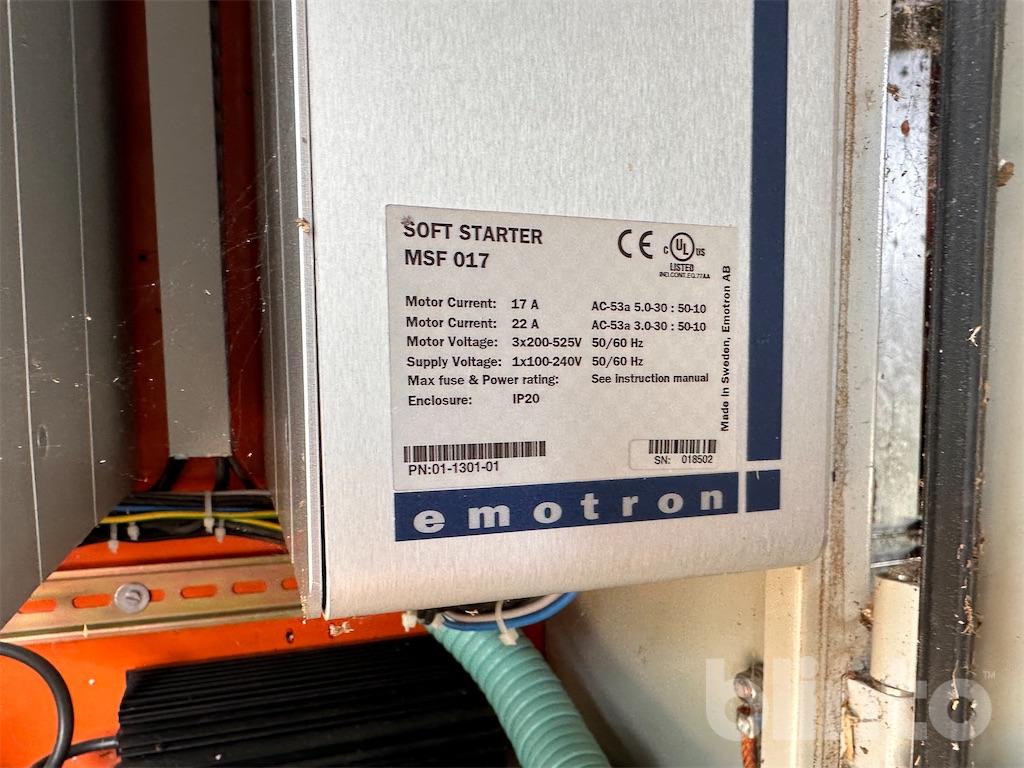 SOFT STARTER
MSF 017
CE
C UL US
LISTED
IND.CONT.EQ.77AA
Motor Current: 17 A AC-53a 5.0-30 : 50-10
Motor Current: 22 A AC-53a 3.0-30 : 50-10
Motor Voltage: 3x200-525V 50/60 Hz
Supply Voltage: 1x100-240V 50/60 Hz
Max fuse & Power rating: See instruction manual
Enclosure: IP20
Made in Sweden, Emotron AB
PN:01-1301-01
SN: 018502
emotron
blinto™